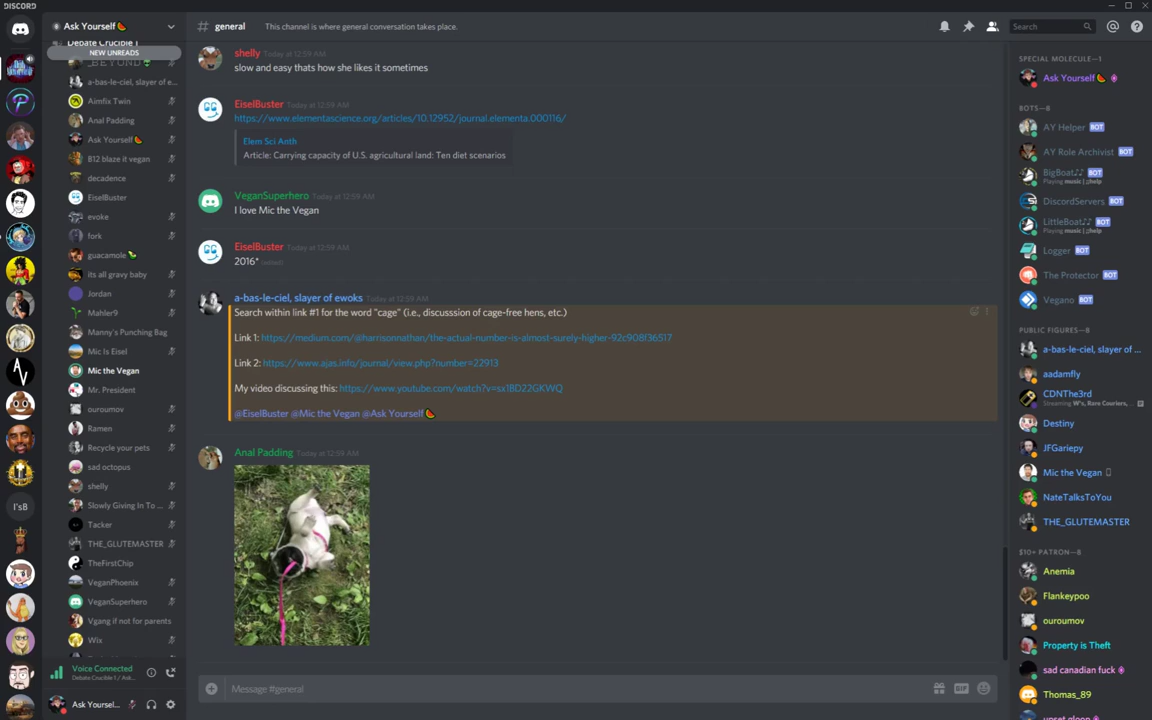 DISCORD
Ask Yourself
Debate Crucible 1
NEW UNREADS
_B.E.Y.O.N.D
a-bas-le-ciel, slayer of e...
Aimfix Twin
Anal Padding
Ask Yourself
B12 blaze it vegan
decadence
EiselBuster
evoke
fork
guacamole
its all gravy baby
Jordan
Mahler9
Manny's Punching Bag
Mic Is Eisel
Mic the Vegan
Mr. President
ouroumov
Ramen
Recycle your pets
sad octopus
shelly
Slowly Giving In To ...
Tacker
THE_GLUTEMASTER
TheFirstChip
VeganPhoenix
VeganSuperhero
Vgang if not for parents
Wix
Voice Connected
Debate Crucible 1 / Ask...
Ask Yoursel...
I'sB
# general
This channel is where general conversation takes place.
Search
shelly Today at 12:59 AM
slow and easy thats how she likes it sometimes
EiselBuster Today at 12:59 AM
https://www.elementascience.org/articles/10.12952/journal.elementa.000116/
Elem Sci Anth
Article: Carrying capacity of U.S. agricultural land: Ten diet scenarios
VeganSuperhero Today at 12:59 AM
I love Mic the Vegan
EiselBuster Today at 12:59 AM
2016* (edited)
a-bas-le-ciel, slayer of ewoks Today at 12:59 AM
Search within link #1 for the word "cage" (i.e., discusssion of cage-free hens, etc.)
Link 1: https://medium.com/@harrisonnathan/the-actual-number-is-almost-surely-higher-92c908f36517
Link 2: https://www.ajas.info/journal/view.php?number=22913
My video discussing this: https://www.youtube.com/watch?v=sx18D22GKWQ
@EiselBuster @Mic the Vegan @Ask Yourself
Anal Padding Today at 12:59 AM
Message #general
GIF
SPECIAL MOLECULE—1
Ask Yourself
BOTS—8
AY Helper BOT
AY Role Archivist BOT
BigBoat BOT
Playing music | ;;help
DiscordServers BOT
LittleBoat BOT
Playing music | ;;help
Logger BOT
The Protector BOT
Vegano BOT
PUBLIC FIGURES—8
a-bas-le-ciel, slayer of ...
aadamfly
CDNThe3rd
Streaming W's, Rare Couriers, ...
Destiny
JFGariepy
Mic the Vegan
NateTalksToYou
THE_GLUTEMASTER
$10+ PATRON—8
Anemia
Flankeypoo
ouroumov
Property is Theft
sad canadian fuck
Thomas_89
upset gloop